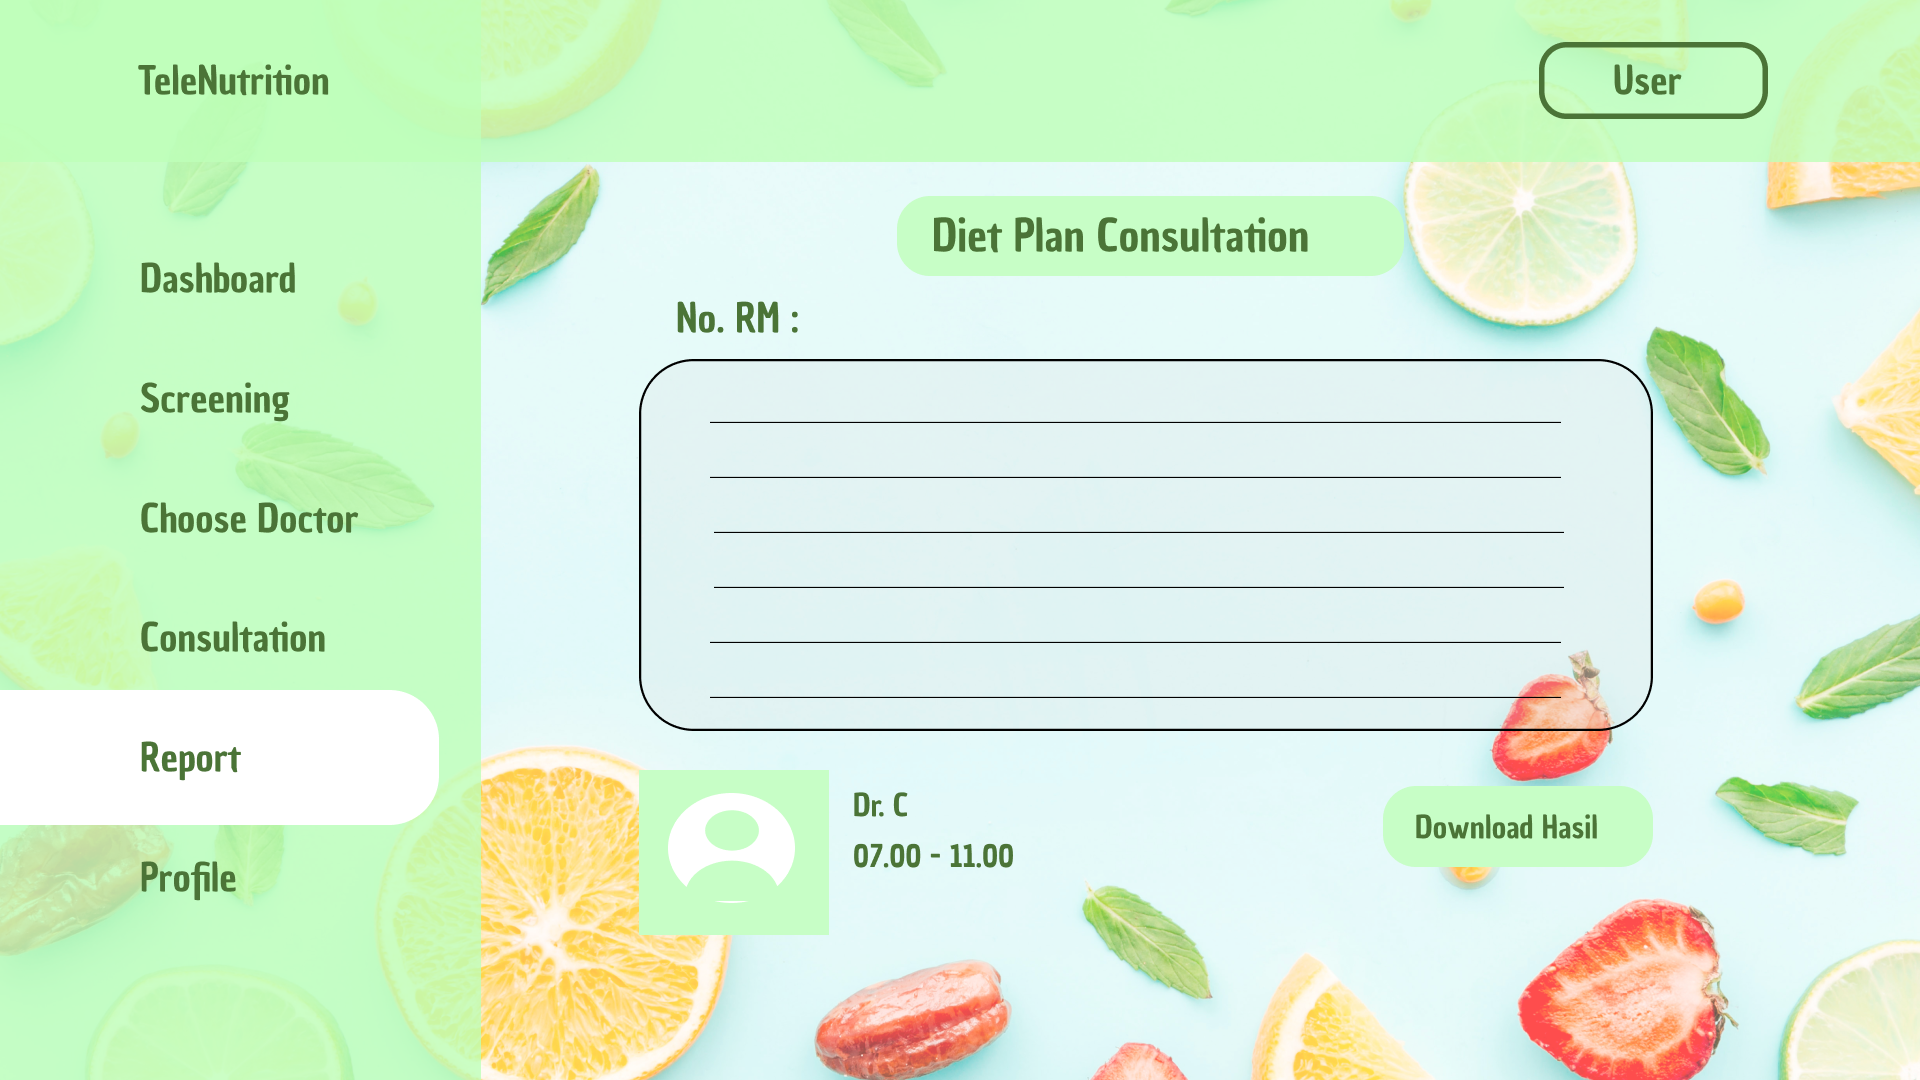 TeleNutrition
User
Dashboard
Screening
Choose Doctor
Consultation
Report
Profile
Diet Plan Consultation
No. RM :
Dr. C
07.00 - 11.00
Download Hasil